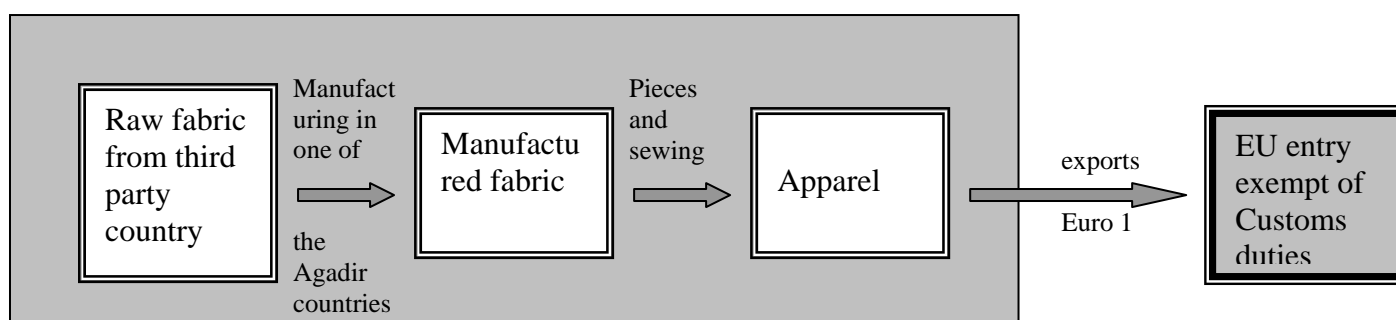 Raw fabric
from third
party
country
Manufact
uring in
one of
the
Agadir
countries
Manufactu
red fabric
Pieces
and
sewing
Apparel
exports
Euro 1
EU entry
exempt of
Customs
duties